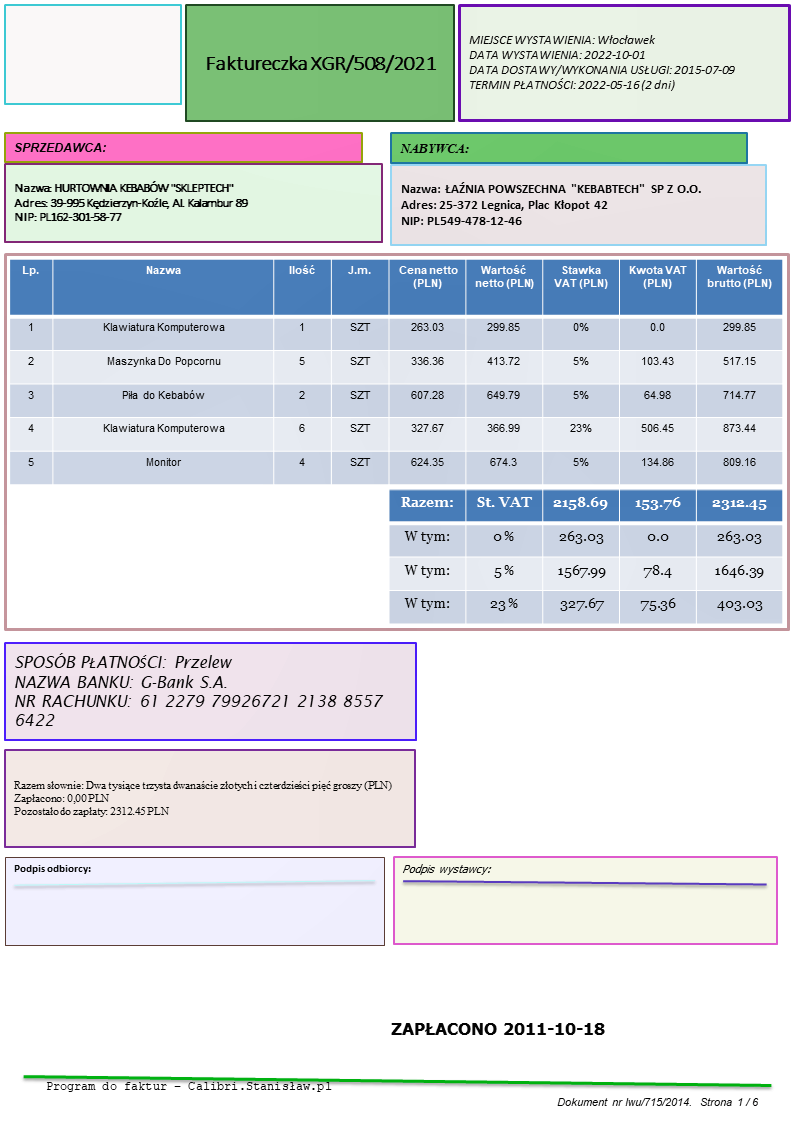 Faktureczka XGR/508/2021
MIEJSCE WYSTAWIENIA: Włocławek
DATA WYSTAWIENIA: 2022-10-01
DATA DOSTAWY/WYKONANIA USŁUGI: 2015-07-09
TERMIN PŁATNOŚCI: 2022-05-16 (2 dni)
SPRZEDAWCA:
Nazwa: HURTOWNIA KEBABÓW "SKLEPTECH"
Adres: 39-995 Kędzierzyn-Koźle, Al. Kalambur 89
NIP: PL162-301-58-77
NABYWCA:
Nazwa: ŁAŹNIA POWSZECHNA "KEBABTECH" SP Z O.O.
Adres: 25-372 Legnica, Plac Kłopot 42
NIP: PL549-478-12-46
Lp. Nazwa Ilość J.m. Cena netto (PLN) Wartość netto (PLN) Stawka VAT (PLN) Kwota VAT (PLN) Wartość brutto (PLN)
1 Klawiatura Komputerowa 1 SZT 263.03 299.85 0% 0.0 299.85
2 Maszynka Do Popcornu 5 SZT 336.36 413.72 5% 103.43 517.15
3 Piła do Kebabów 2 SZT 607.28 649.79 5% 64.98 714.77
4 Klawiatura Komputerowa 6 SZT 327.67 366.99 23% 506.45 873.44
5 Monitor 4 SZT 624.35 674.3 5% 134.86 809.16
Razem: St. VAT 2158.69 153.76 2312.45
W tym: 0 % 263.03 0.0 263.03
W tym: 5 % 1567.99 78.4 1646.39
W tym: 23 % 327.67 75.36 403.03
SPOSÓB PŁATNOŚCI: Przelew
NAZWA BANKU: G-Bank S.A.
NR RACHUNKU: 61 2279 79926721 2138 8557
6422
Razem słownie: Dwa tysiące trzysta dwanaście złotych i czterdzieści pięć groszy (PLN)
Zapłacono: 0,00 PLN
Pozostało do zapłaty: 2312.45 PLN
Podpis odbiorcy:
Podpis wystawcy:
ZAPŁACONO 2011-10-18
Program do faktur – Calibri.Stanisław.pl
Dokument nr lwu/715/2014. Strona 1 / 6